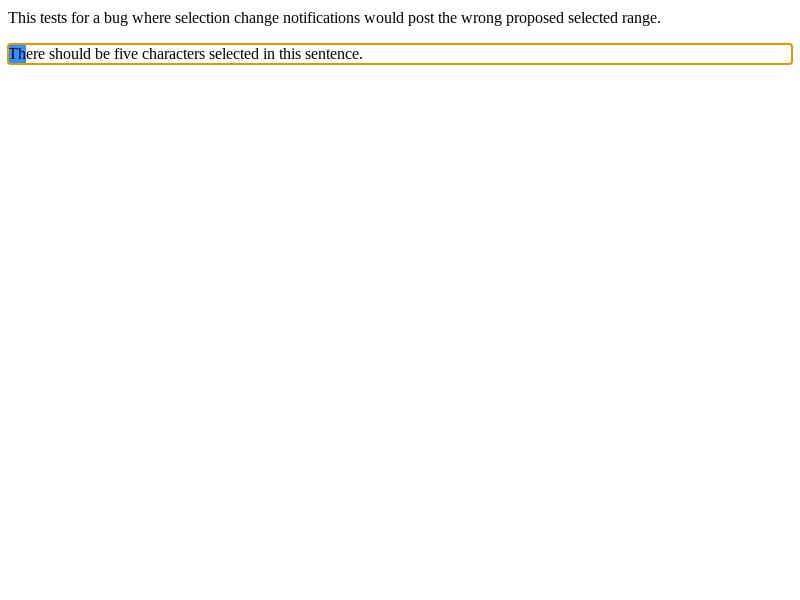 This tests for a bug where selection change notifications would post the wrong proposed selected range.
There should be five characters selected in this sentence.